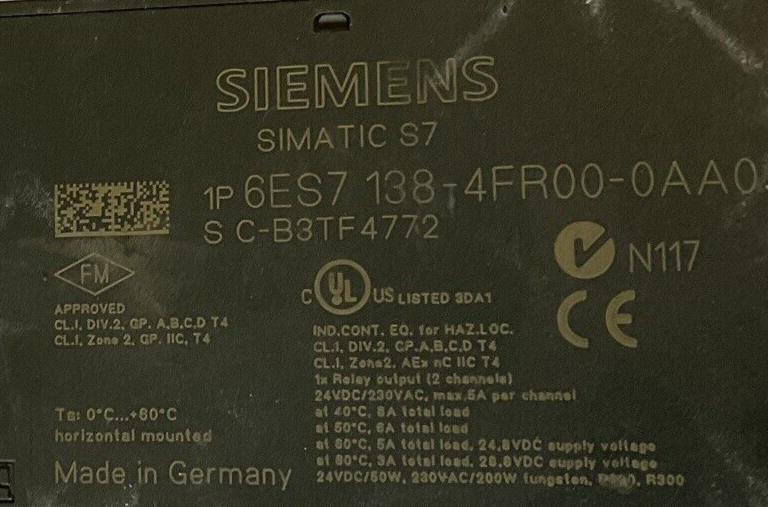 SIEMENS
SIMATIC S7
1P 6ES7 138-4FR00-0AA0
S C-B3TF4772
N117
FM
APPROVED
CL.I, DIV.2, GP. A,B,C,D T4
CL.I, Zone 2, GP. IIC, T4
C UL US LISTED 3DA1
CE
IND.CONT. EQ. for HAZ.LOC.
CL.I, DIV.2, GP.A,B,C,D T4
CL.I, Zone2, AEx nC IIC T4
1x Relay output (2 channels)
24VDC/230VAC, max.5A per channel
at 40°C, 8A total load
at 50°C, 6A total load
at 60°C, 5A total load, 24,8VDC supply voltage
at 60°C, 3A total load, 28,8VDC supply voltage
24VDC/50W, 230VAC/200W tungsten, R300
Ta: 0°C...+60°C
horizontal mounted
Made in Germany